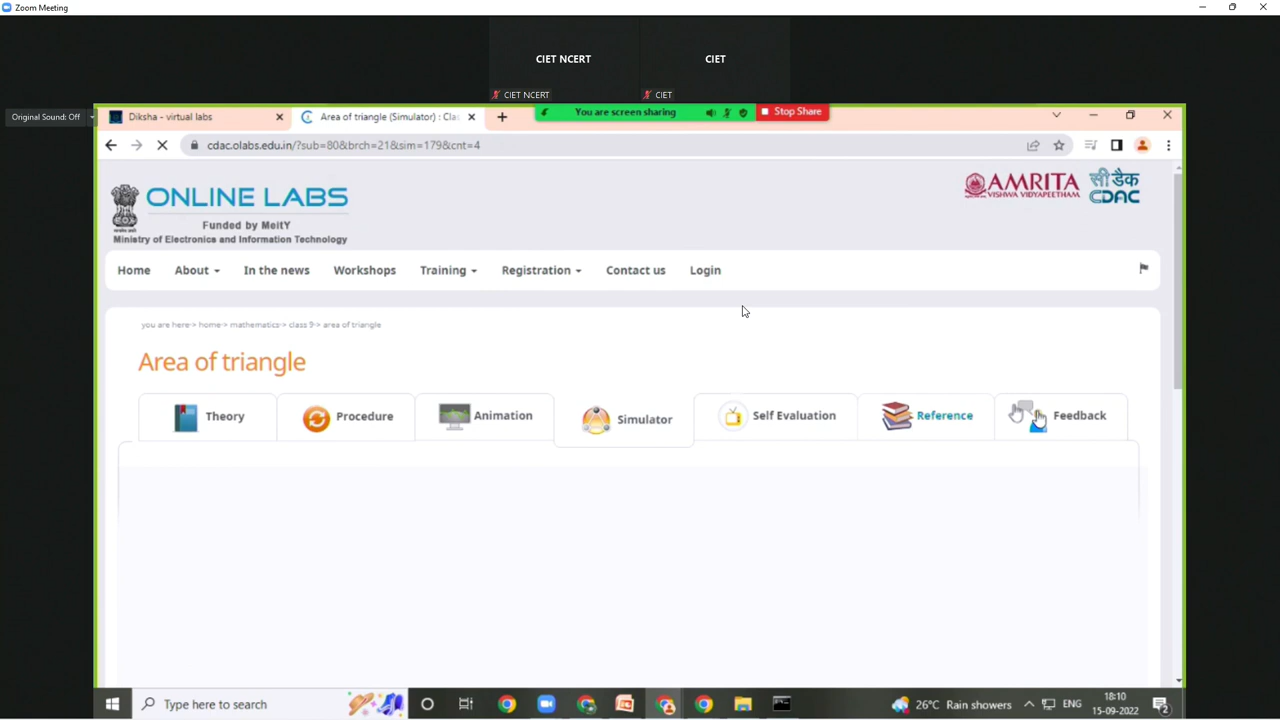 Zoom Meeting
CIET NCERT
CIET
CIET NCERT
CIET
Original Sound: Off
Diksha - virtual labs
Area of triangle (Simulator) : Cla
You are screen sharing
Stop Share
cdac.olabs.edu.in/?sub=80&brch=21&sim=179&cnt=4
ONLINE LABS
Funded by MeitY
Ministry of Electronics and Information Technology
AMRITA
VISHWA VIDYAPEETHAM
सी डैक
CDAC
Home
About
In the news
Workshops
Training
Registration
Contact us
Login
you are here-> home-> mathematics-> class 9-> area of triangle
Area of triangle
Theory
Procedure
Animation
Simulator
Self Evaluation
Reference
Feedback
Type here to search
26°C Rain showers
ENG
18:10
15-09-2022
2